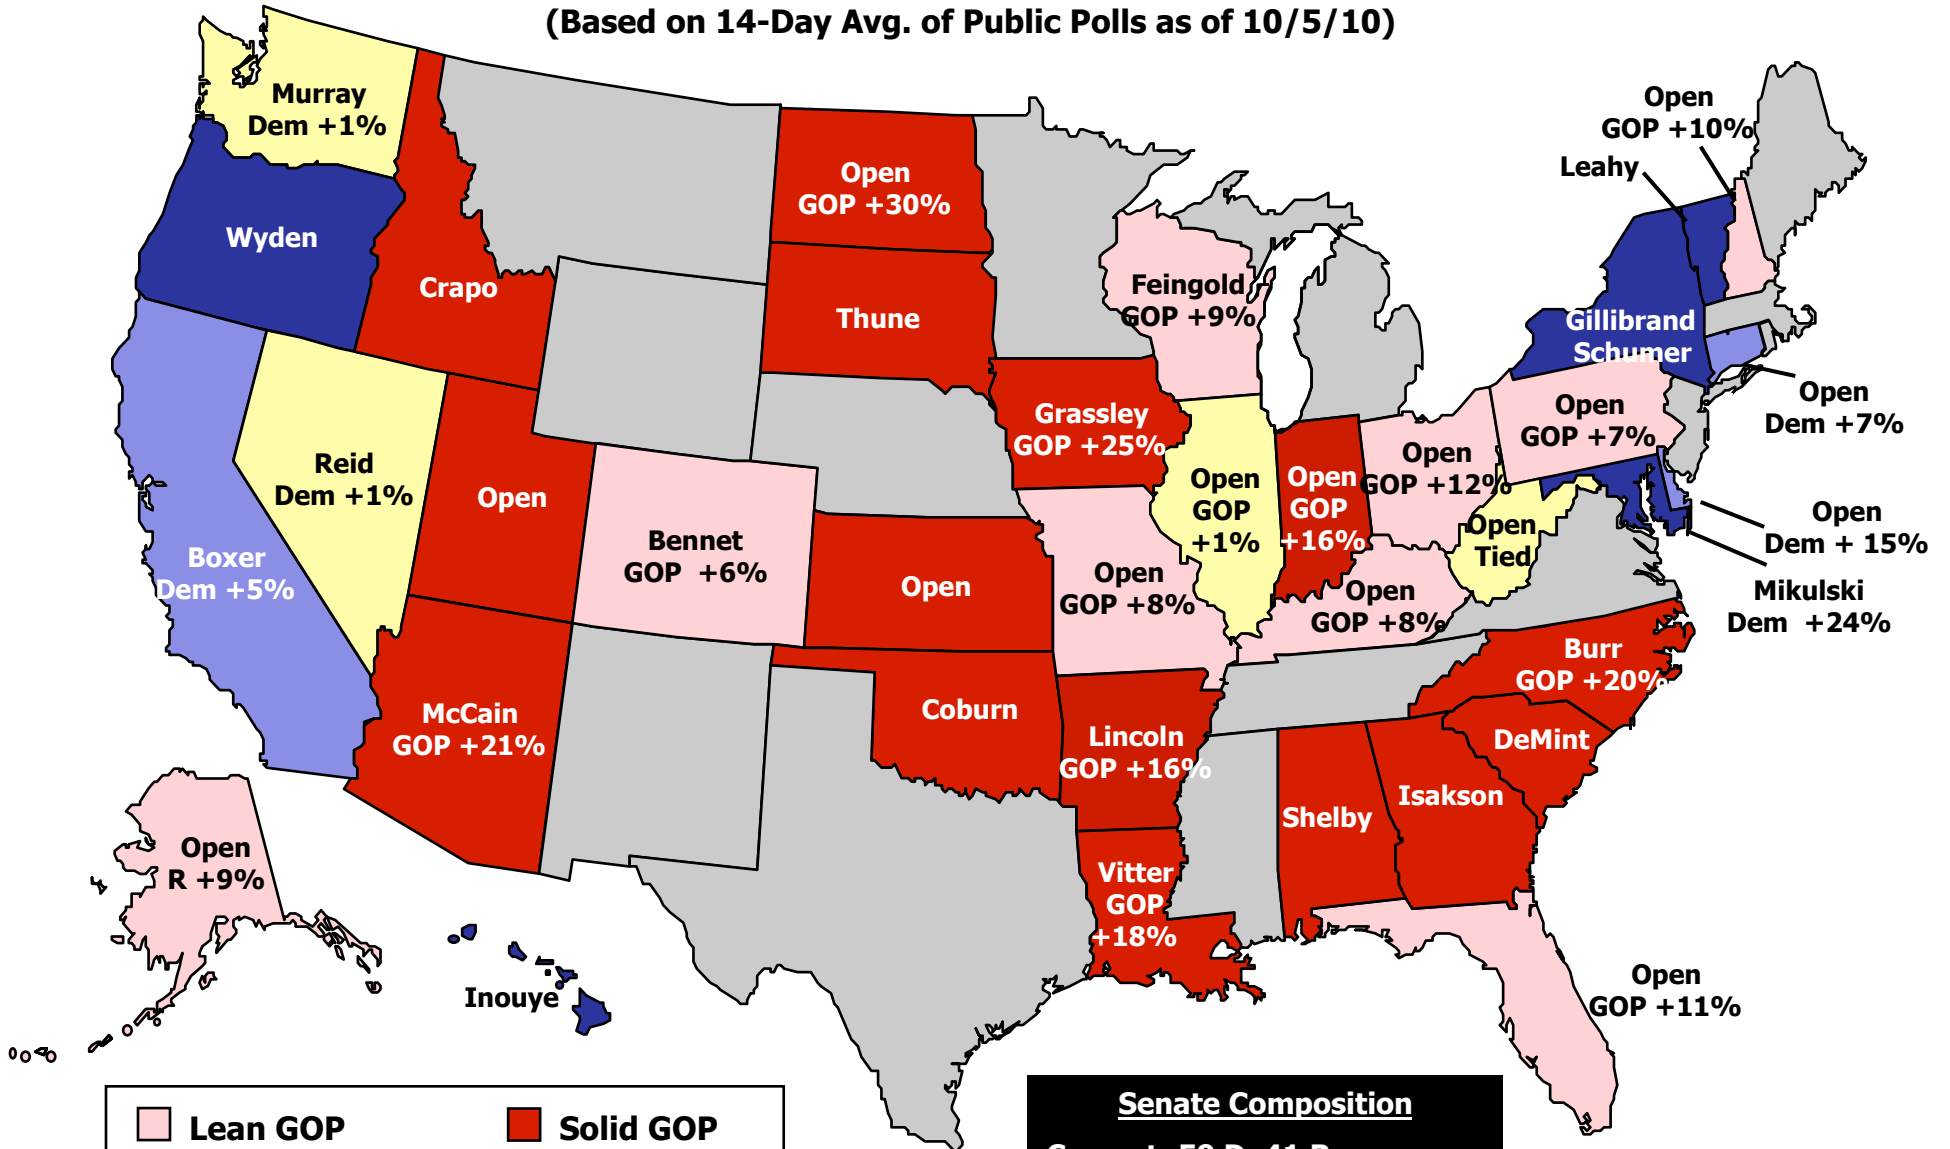 (Based on 14-Day Avg. of Public Polls as of 10/5/10)
Murray
Dem +1%
Wyden
Crapo
Open
GOP +30%
Thune
Feingold
GOP +9%
Open
GOP +10%
Leahy
Gillibrand
Schumer
Open
Dem +7%
Reid
Dem +1%
Boxer
Dem +5%
Open
Bennet
GOP +6%
Grassley
GOP +25%
Open
GOP
+1%
Open
GOP
+16%
Open
GOP +12%
Open
GOP +7%
Open
Tied
Open
Dem + 15%
Mikulski
Dem +24%
Open
Open
GOP +8%
Open
GOP +8%
Burr
GOP +20%
McCain
GOP +21%
Coburn
Lincoln
GOP +16%
DeMint
Shelby
Isakson
Vitter
GOP
+18%
Open
R +9%
Inouye
Open
GOP +11%
Lean GOP
Solid GOP
Senate Composition